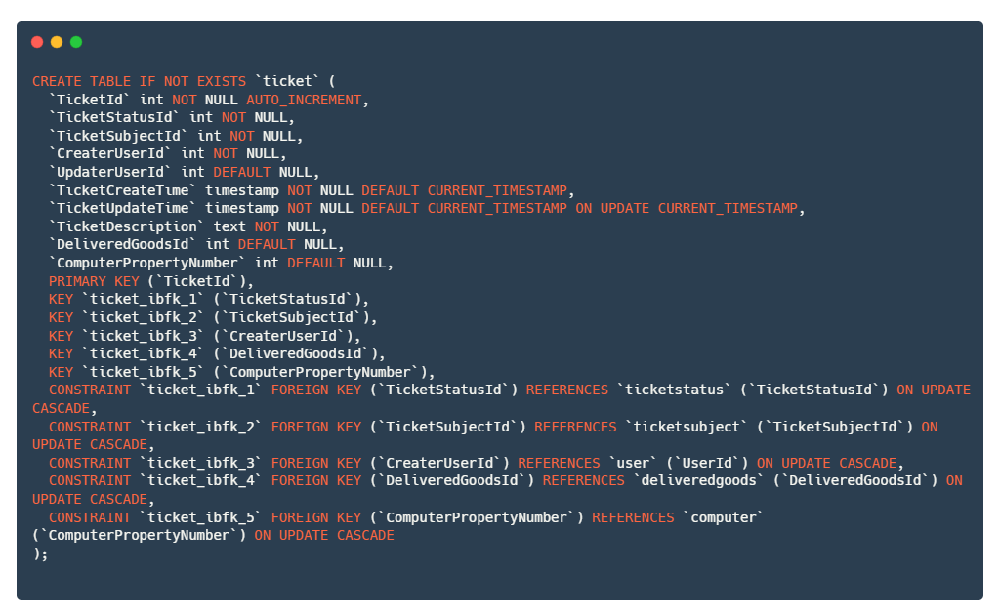 CREATE TABLE IF NOT EXISTS `ticket` (
  `TicketId` int NOT NULL AUTO_INCREMENT,
  `TicketStatusId` int NOT NULL,
  `TicketSubjectId` int NOT NULL,
  `CreaterUserId` int NOT NULL,
  `UpdaterUserId` int DEFAULT NULL,
  `TicketCreateTime` timestamp NOT NULL DEFAULT CURRENT_TIMESTAMP,
  `TicketUpdateTime` timestamp NOT NULL DEFAULT CURRENT_TIMESTAMP ON UPDATE CURRENT_TIMESTAMP,
  `TicketDescription` text NOT NULL,
  `DeliveredGoodsId` int DEFAULT NULL,
  `ComputerPropertyNumber` int DEFAULT NULL,
  PRIMARY KEY (`TicketId`),
  KEY `ticket_ibfk_1` (`TicketStatusId`),
  KEY `ticket_ibfk_2` (`TicketSubjectId`),
  KEY `ticket_ibfk_3` (`CreaterUserId`),
  KEY `ticket_ibfk_4` (`DeliveredGoodsId`),
  KEY `ticket_ibfk_5` (`ComputerPropertyNumber`),
  CONSTRAINT `ticket_ibfk_1` FOREIGN KEY (`TicketStatusId`) REFERENCES `ticketstatus` (`TicketStatusId`) ON UPDATE
CASCADE,
  CONSTRAINT `ticket_ibfk_2` FOREIGN KEY (`TicketSubjectId`) REFERENCES `ticketsubject` (`TicketSubjectId`) ON
UPDATE CASCADE,
  CONSTRAINT `ticket_ibfk_3` FOREIGN KEY (`CreaterUserId`) REFERENCES `user` (`UserId`) ON UPDATE CASCADE,
  CONSTRAINT `ticket_ibfk_4` FOREIGN KEY (`DeliveredGoodsId`) REFERENCES `deliveredgoods` (`DeliveredGoodsId`) ON
UPDATE CASCADE,
  CONSTRAINT `ticket_ibfk_5` FOREIGN KEY (`ComputerPropertyNumber`) REFERENCES `computer`
(`ComputerPropertyNumber`) ON UPDATE CASCADE
);